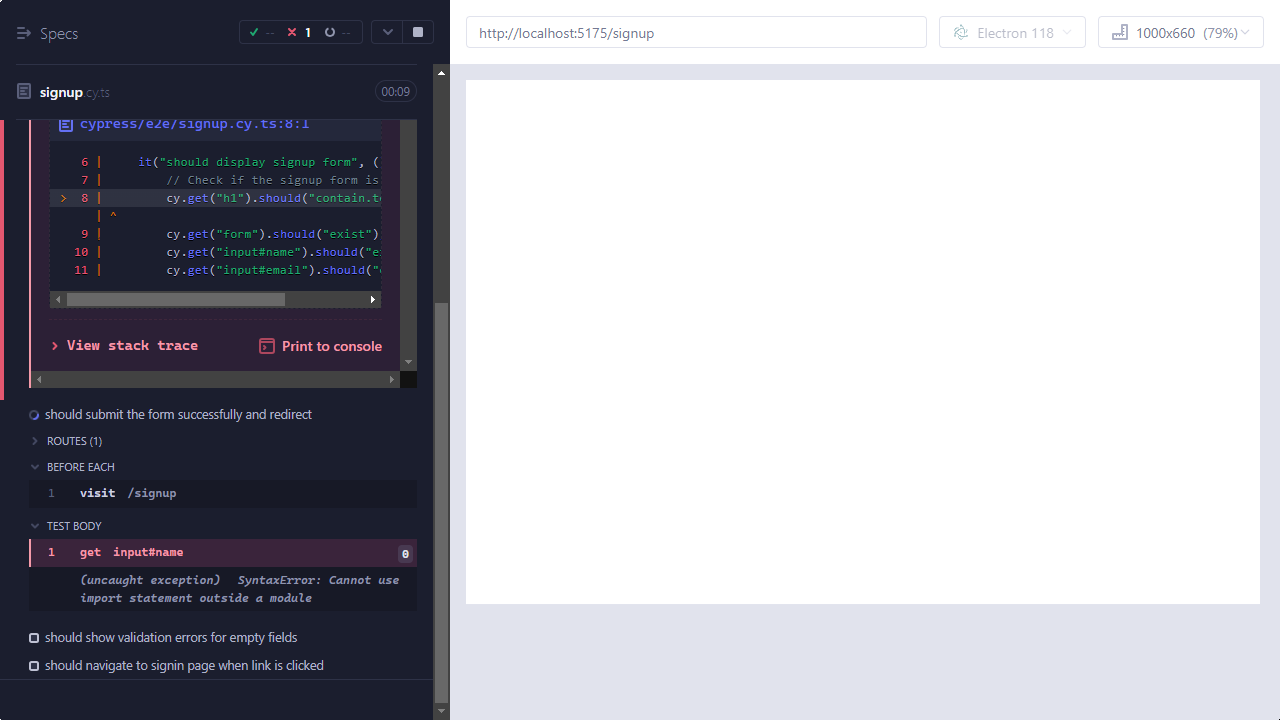 Specs
-- 1 --
http://localhost:5175/signup
Electron 118
1000x660 (79%)
signup.cy.ts
00:09
cypress/e2e/signup.cy.ts:8:1
6 | it("should display signup form", (
7 | // Check if the signup form is
> 8 | cy.get("h1").should("contain.te
| ^
9 | cy.get("form").should("exist")
10 | cy.get("input#name").should("e
11 | cy.get("input#email").should("
> View stack trace
Print to console
should submit the form successfully and redirect
ROUTES (1)
BEFORE EACH
1 visit /signup
TEST BODY
1 get input#name 0
(uncaught exception) SyntaxError: Cannot use
import statement outside a module
should show validation errors for empty fields
should navigate to signin page when link is clicked